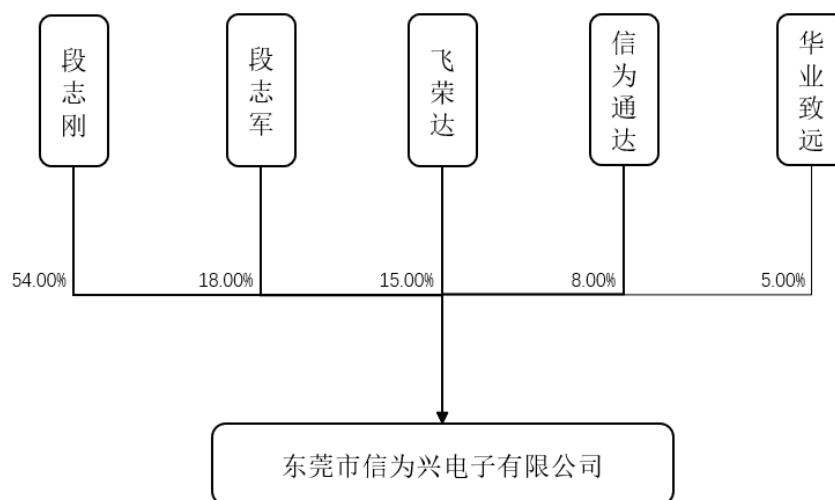 段志刚
段志军
飞荣达
信为通达
华业致远
54.00%
18.00%
15.00%
8.00%
5.00%
东莞市信为兴电子有限公司